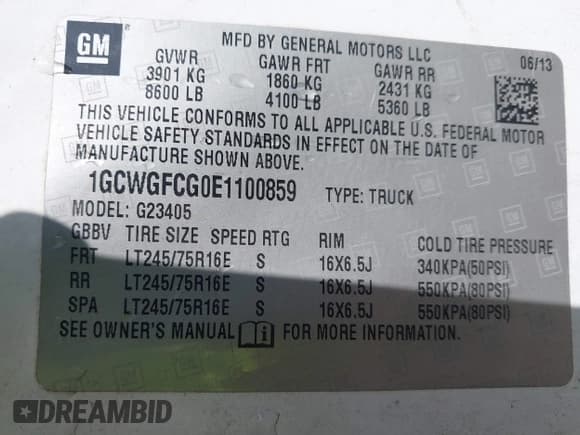 GM
MFD BY GENERAL MOTORS LLC
06/13
GVWR GAWR FRT GAWR RR
3901 KG 1860 KG 2431 KG
8600 LB 4100 LB 5360 LB
THIS VEHICLE CONFORMS TO ALL APPLICABLE U.S. FEDERAL MOTOR
VEHICLE SAFETY STANDARDS IN EFFECT ON THE DATE OF
MANUFACTURE SHOWN ABOVE.
1GCWGFCG0E1100859 TYPE: TRUCK
MODEL: G23405
GBBV TIRE SIZE SPEED RTG RIM COLD TIRE PRESSURE
FRT LT245/75R16E S 16X6.5J 340KPA(50PSI)
RR LT245/75R16E S 16X6.5J 550KPA(80PSI)
SPA LT245/75R16E S 16X6.5J 550KPA(80PSI)
SEE OWNER'S MANUAL FOR MORE INFORMATION.
DREAMBID